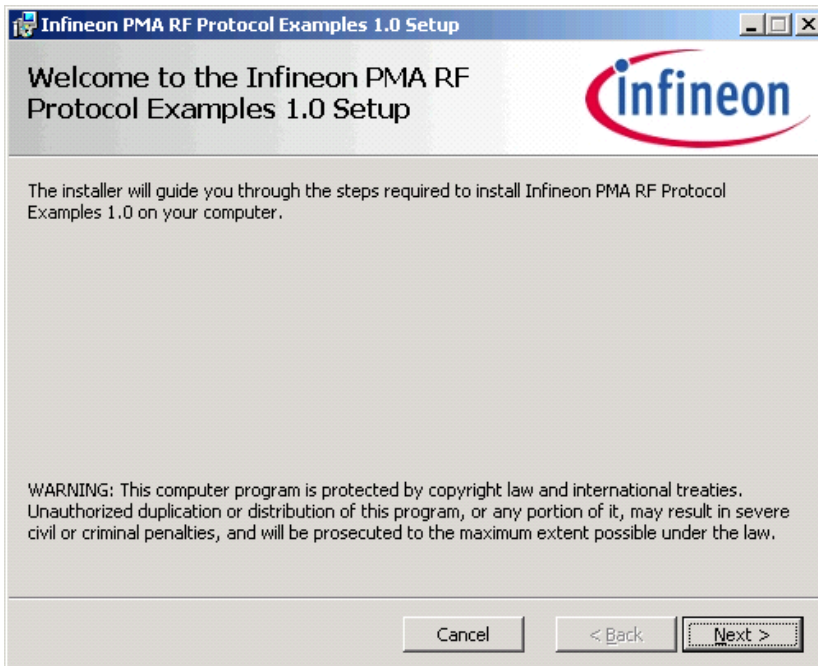 Infineon PMA RF Protocol Examples 1.0 Setup
Welcome to the Infineon PMA RF
Protocol Examples 1.0 Setup
infineon
The installer will guide you through the steps required to install Infineon PMA RF Protocol
Examples 1.0 on your computer.
WARNING: This computer program is protected by copyright law and international treaties.
Unauthorized duplication or distribution of this program, or any portion of it, may result in severe
civil or criminal penalties, and will be prosecuted to the maximum extent possible under the law.
Cancel
< Back
Next >